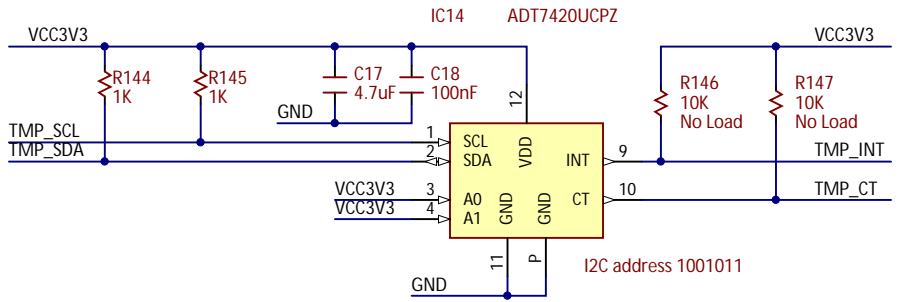 IC14 ADT7420UCPZ
VCC3V3 VCC3V3
R144 R145 C17 C18 R146 R147
1K 1K 4.7uF 100nF 10K 10K
No Load No Load
GND 12
TMP_SCL 1 SCL VDD
TMP_SDA 2 SDA INT 9 TMP_INT
VCC3V3 3 A0 GND GND CT 10 TMP_CT
VCC3V3 4 A1
11 P I2C address 1001011
GND